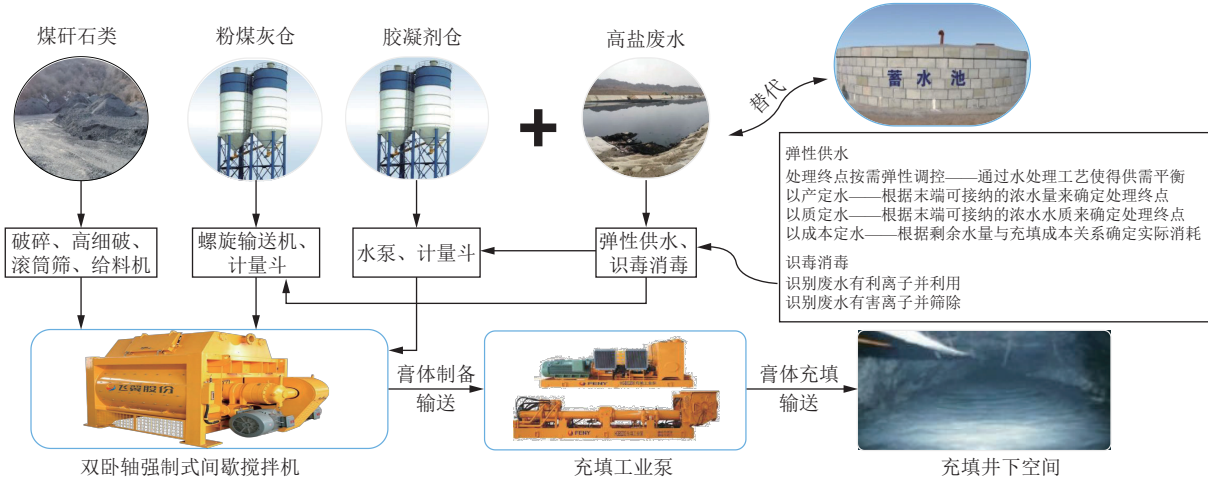 煤矸石类
粉煤灰仓
胶凝剂仓
高盐废水
蓄水池
替代
弹性供水
处理终点按需弹性调控——通过水处理工艺使得供需平衡
以产定水——根据末端可接纳的浓水量来确定处理终点
以质定水——根据末端可接纳的浓水水质来确定处理终点
以成本定水——根据剩余水量与充填成本关系确定实际消耗
识毒消毒
识别废水有利离子并利用
识别废水有害离子并筛除
破碎、高细破、
滚筒筛、给料机
螺旋输送机、
计量斗
水泵、计量斗
弹性供水、
识毒消毒
飞翼股份
膏体制备
输送
FENY
FENY
膏体充填
输送
双卧轴强制式间歇搅拌机
充填工业泵
充填井下空间